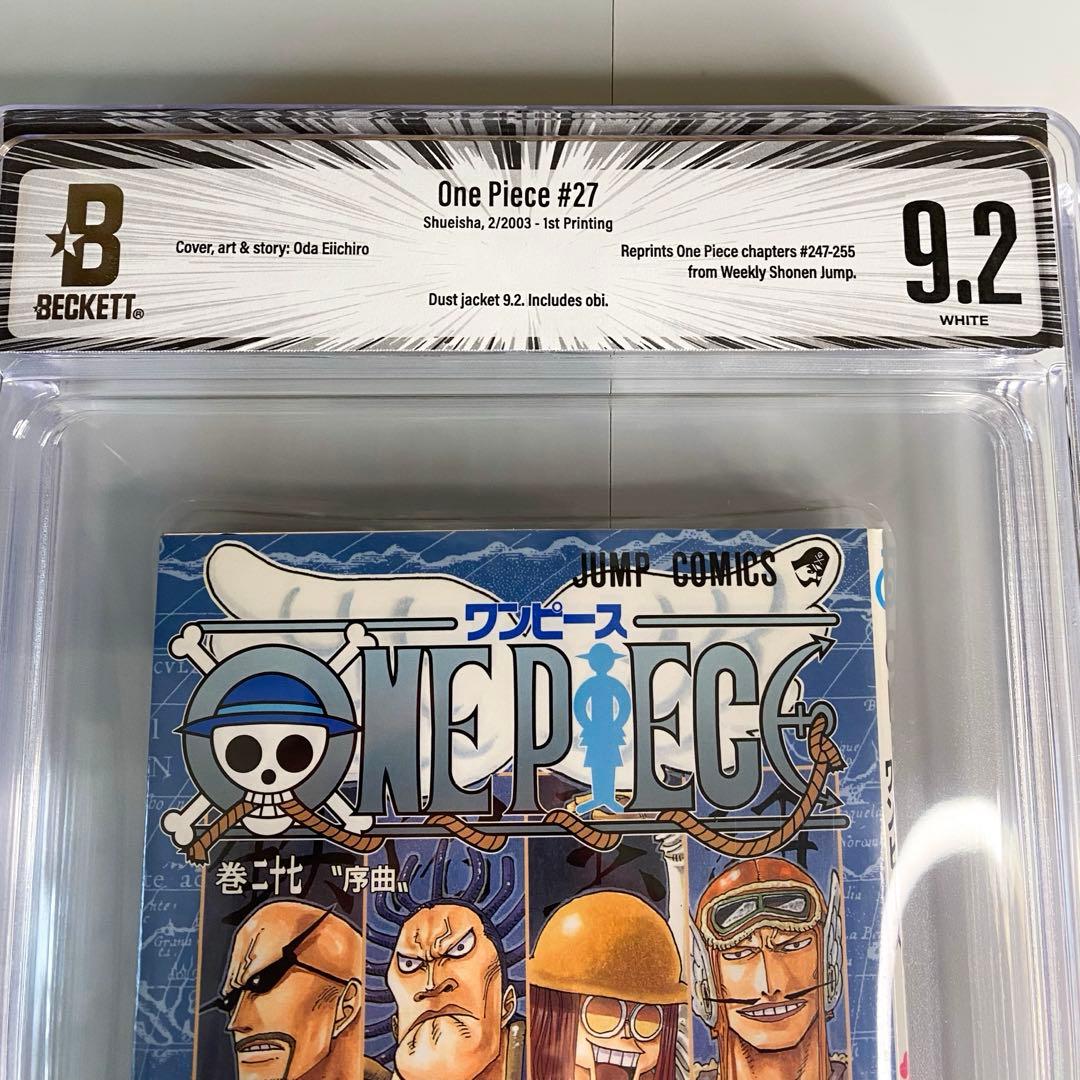 One Piece #27
Shueisha, 2/2003 - 1st Printing
Cover, art & story: Oda Eiichiro
Reprints One Piece chapters #247-255
from Weekly Shonen Jump.
Dust jacket 9.2. Includes obi.
B
BECKETT®
9.2
WHITE
JUMP COMICS
ワンピース
ONE PIECE
巻二十七 〝序曲〟